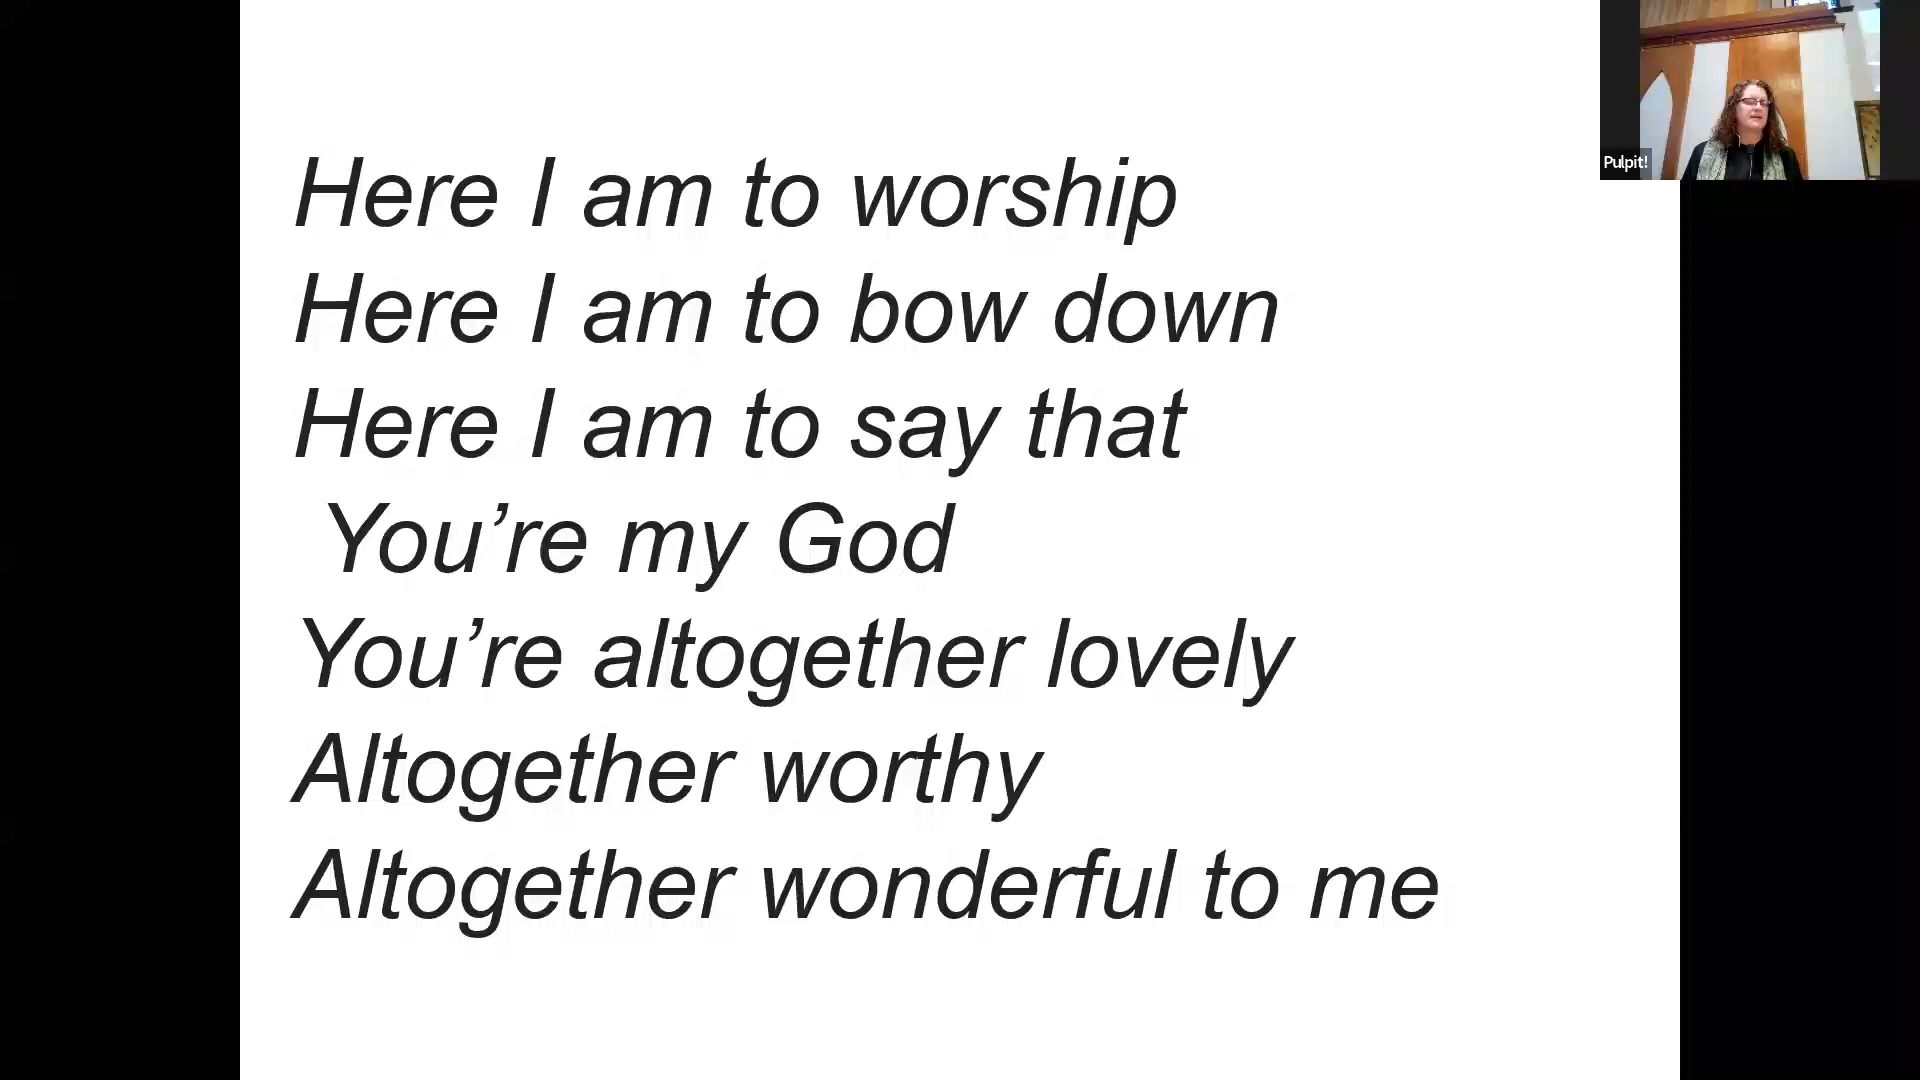 Here I am to worship
Here I am to bow down
Here I am to say that
You’re my God
You’re altogether lovely
Altogether worthy
Altogether wonderful to me
Pulpit!